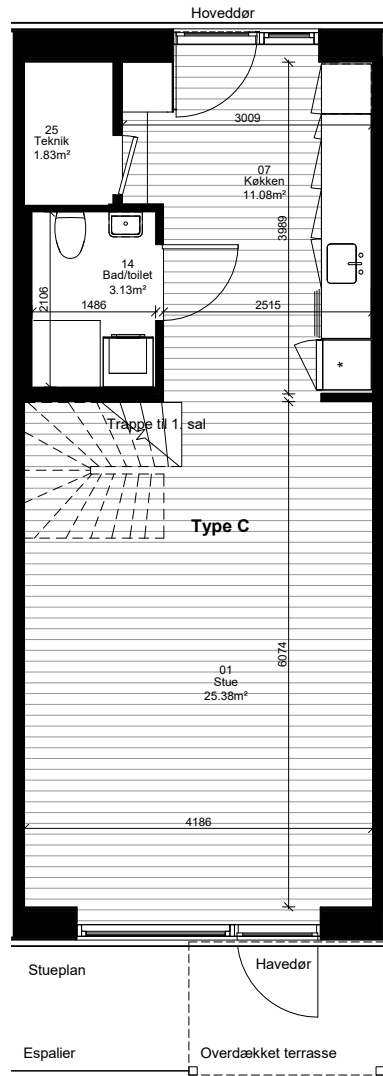 Hoveddør
3009
25
Teknik
1.83m²
07
Køkken
11.08m²
3989
14
Bad/toilet
3.13m²
2106
1486
2515
*
Trappe til 1. sal
Type C
6074
01
Stue
25.38m²
4186
Stueplan
Havedør
Espalier
Overdækket terrasse